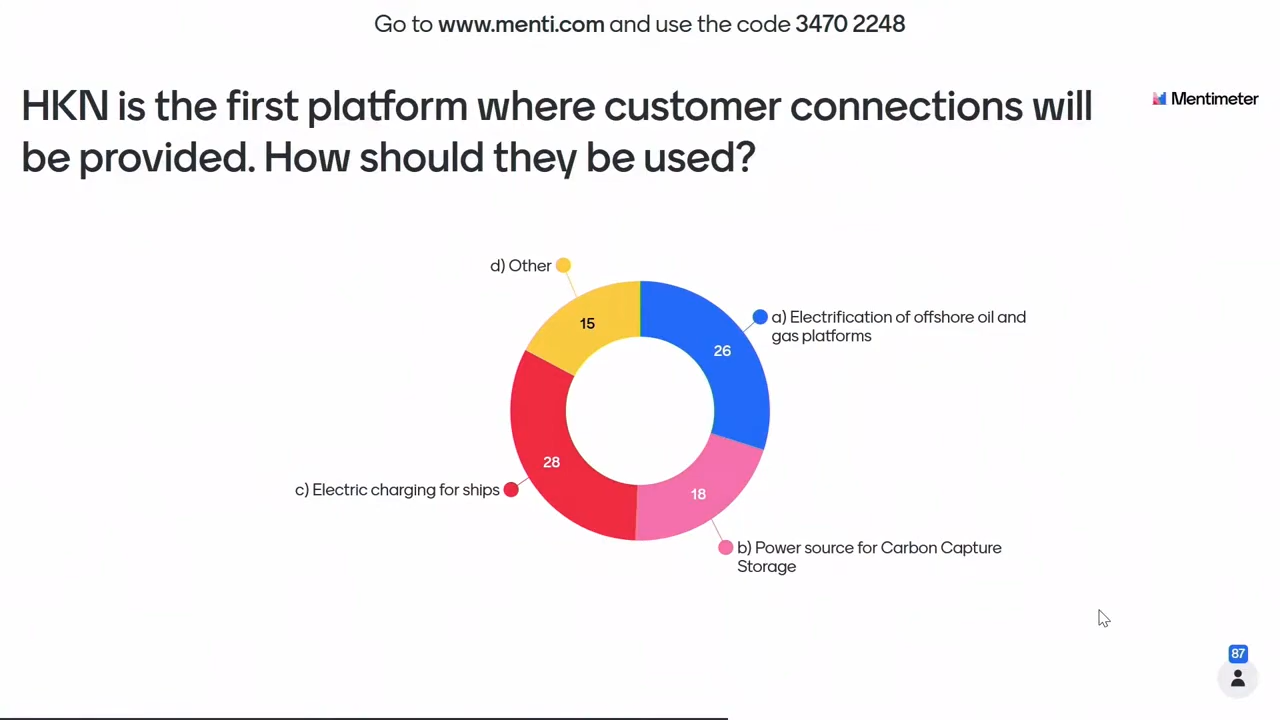 Go to www.menti.com and use the code 3470 2248
HKN is the first platform where customer connections will
be provided. How should they be used?
Mentimeter
d) Other
15
a) Electrification of offshore oil and
gas platforms
26
c) Electric charging for ships
28
18
b) Power source for Carbon Capture
Storage
87